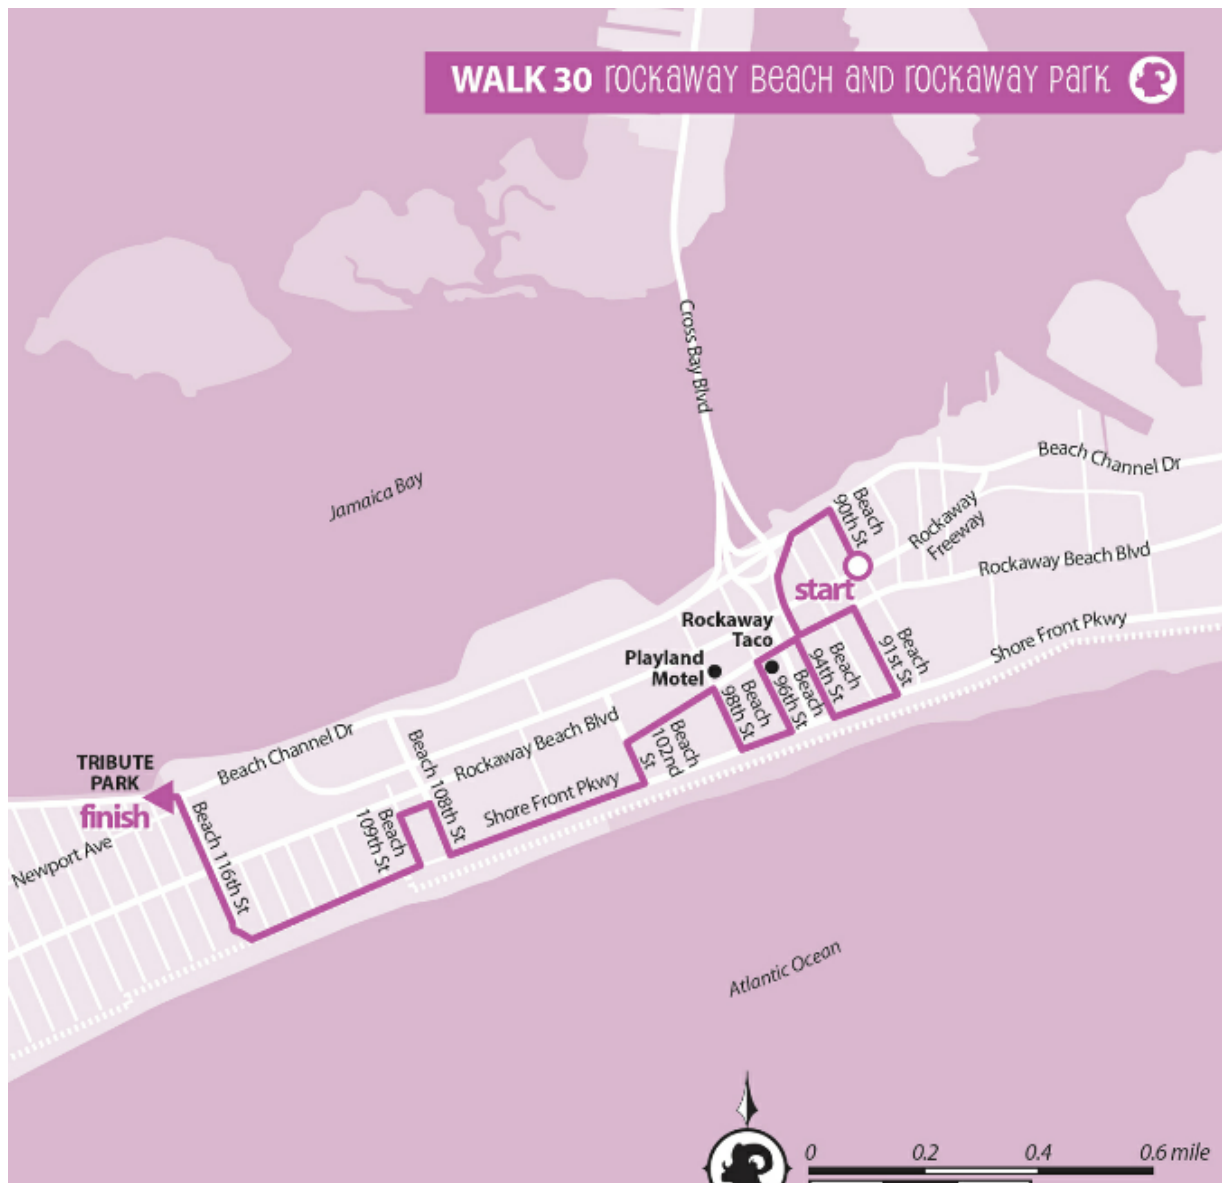 WALK 30 Rockaway Beach and Rockaway Park
Cross Bay Blvd
Jamaica Bay
Beach Channel Dr
Beach
90th St
Rockaway
Freeway
Rockaway Beach Blvd
start
Rockaway
Taco
Shore Front Pkwy
Beach
91st St
Playland
Motel
Beach
94th St
Beach
96th St
Beach
98th St
Beach
102nd
St
Rockaway Beach Blvd
Beach Channel Dr
Beach 108th St
TRIBUTE
PARK
finish
Shore Front Pkwy
Beach
109th St
Beach 116th St
Newport Ave
Atlantic Ocean
0 0.2 0.4 0.6 mile